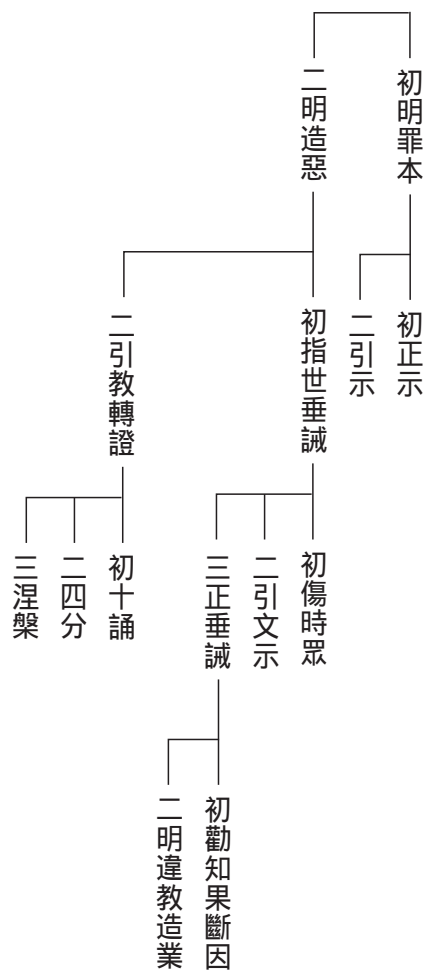 初明罪本
初正示
二引示
二明造惡
初指世垂誡
初傷時眾
二引文示
三正垂誡
初勸知果斷因
二明違教造業
二引教轉證
初十誦
二四分
三涅槃